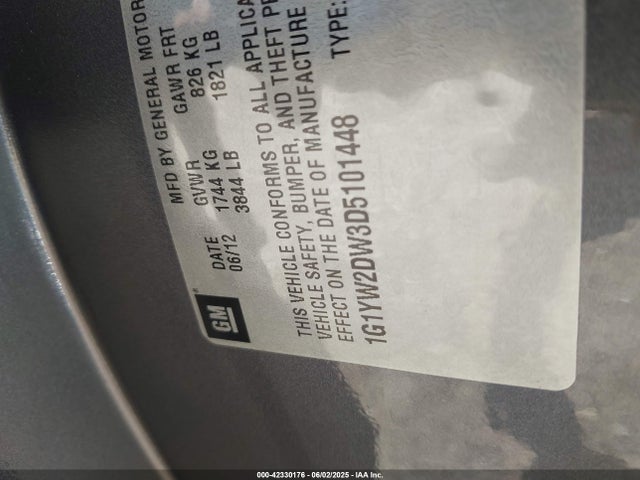 MFD BY GENERAL MOTOR
DATE GVWR GAWR FRT
06/12 1744 KG 826 KG
3844 LB 1821 LB
GM
THIS VEHICLE CONFORMS TO ALL APPLICA
VEHICLE SAFETY, BUMPER, AND THEFT PR
EFFECT ON THE DATE OF MANUFACTURE
1G1YW2DW3D5101448 TYPE:
000-42330176 - 06/02/2025 - IAA Inc.